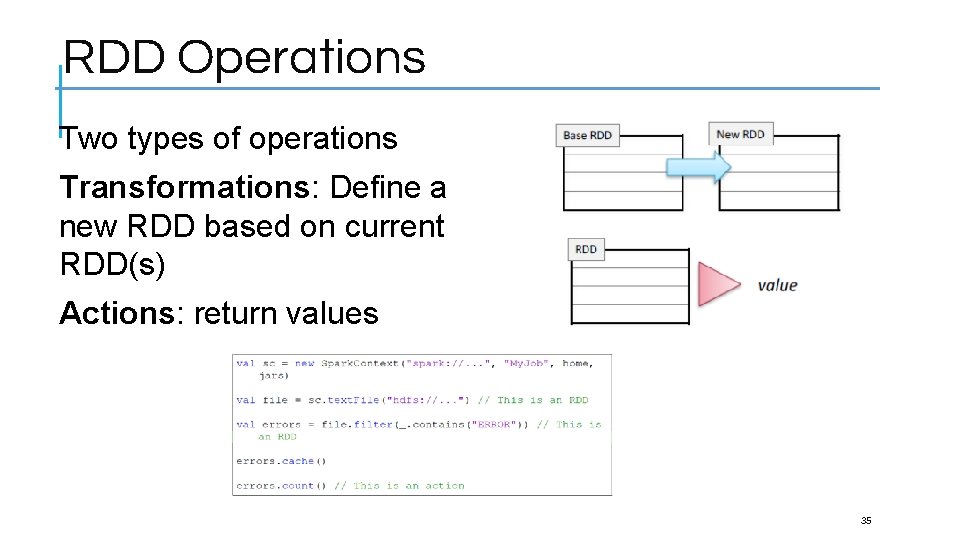 RDD Operations
Two types of operations
Transformations: Define a
new RDD based on current
RDD(s)
Actions: return values
Base RDD
New RDD
RDD
value
val sc = new SparkContext("spark://...", "MyJob", home,
jars)
val file = sc.textFile("hdfs://...") // This is an RDD
val errors = file.filter(_.contains("ERROR")) // This is
an RDD
errors.cache()
errors.count() // This is an action
35